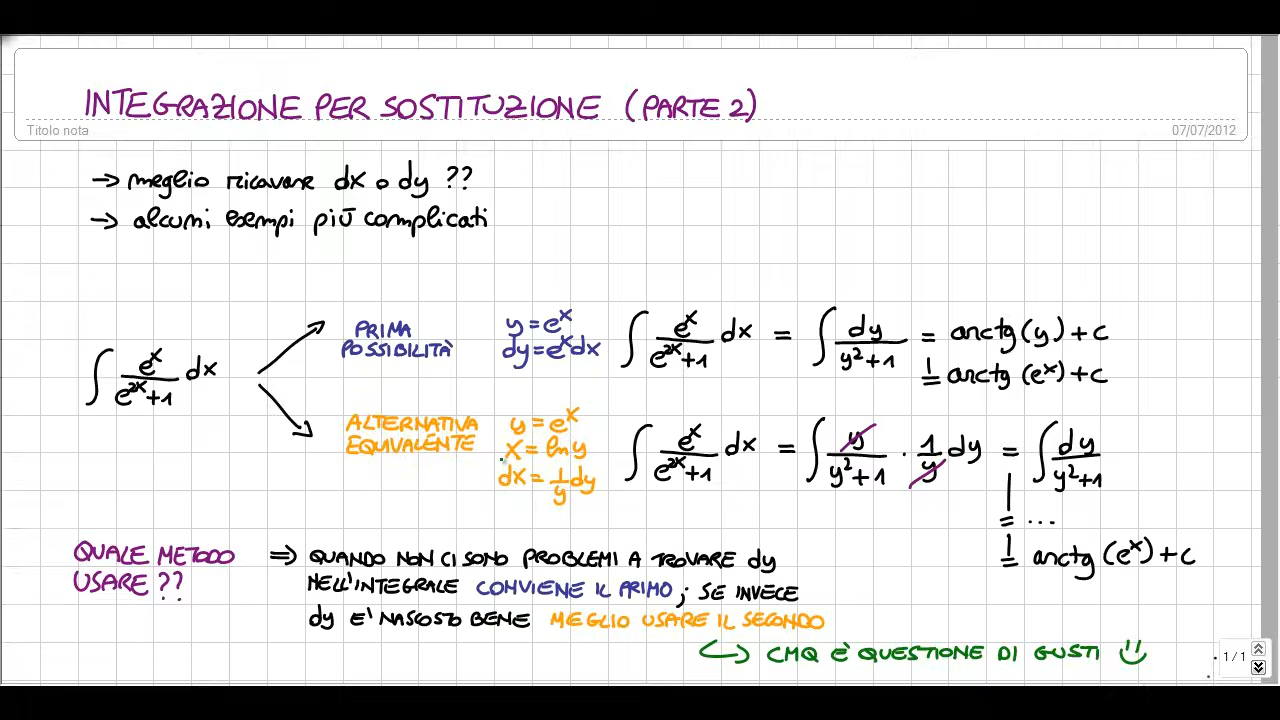 INTEGRAZIONE PER SOSTITUZIONE (PARTE 2)
Titolo nota
07/07/2012
→ meglio ricavare dx o dy ??
→ alcuni esempi più complicati
∫ e^x/(e^2x+1) dx
PRIMA
POSSIBILITÀ
y = e^x
dy = e^x dx
∫ e^x/(e^2x+1) dx = ∫ dy/(y^2+1) = arctg(y) + c
= arctg(e^x) + c
ALTERNATIVA
EQUIVALENTE
y = e^x
x = ln y
dx = 1/y dy
∫ e^x/(e^2x+1) dx = ∫ y/(y^2+1) · 1/y dy = ∫ dy/(y^2+1)
= ...
= arctg(e^x) + c
QUALE METODO
USARE ??
⇒ QUANDO NON CI SONO PROBLEMI A TROVARE dy
NELL'INTEGRALE CONVIENE IL PRIMO ; SE INVECE
dy E' NASCOSTO BENE MEGLIO USARE IL SECONDO
↪ CMQ È QUESTIONE DI GUSTI
1/1